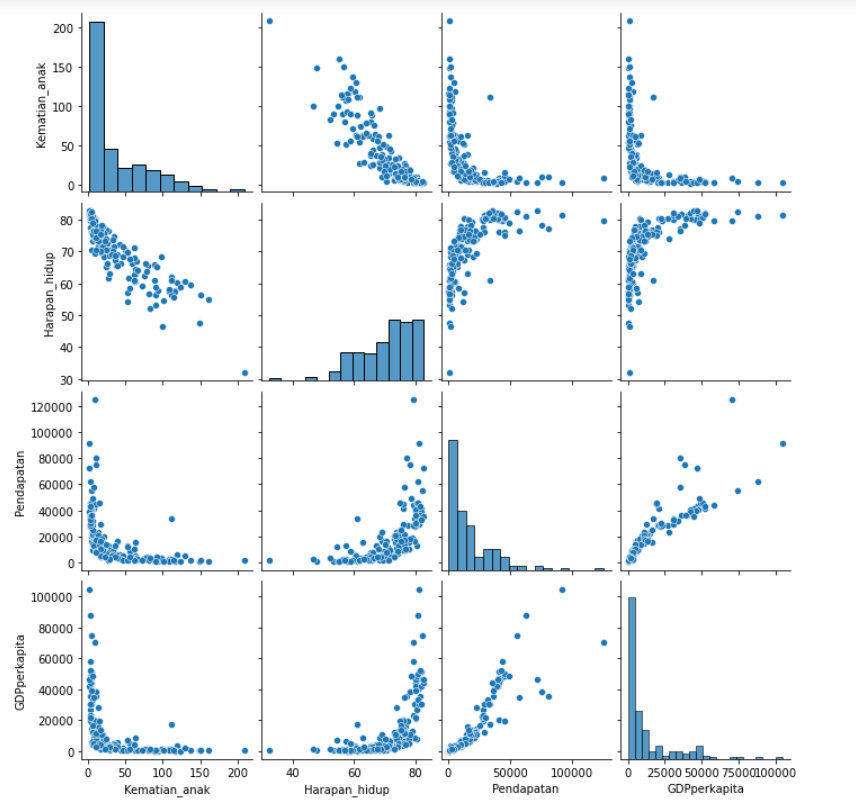 200
150
100
50
0
Kematian_anak
80
70
60
50
40
30
Harapan_hidup
120000
100000
80000
60000
40000
20000
0
Pendapatan
100000
80000
60000
40000
20000
0
GDPperkapita
0 50 100 150 200
40 60 80
0 50000 100000
0 25000 50000 75000 100000
Kematian_anak
Harapan_hidup
Pendapatan
GDPperkapita